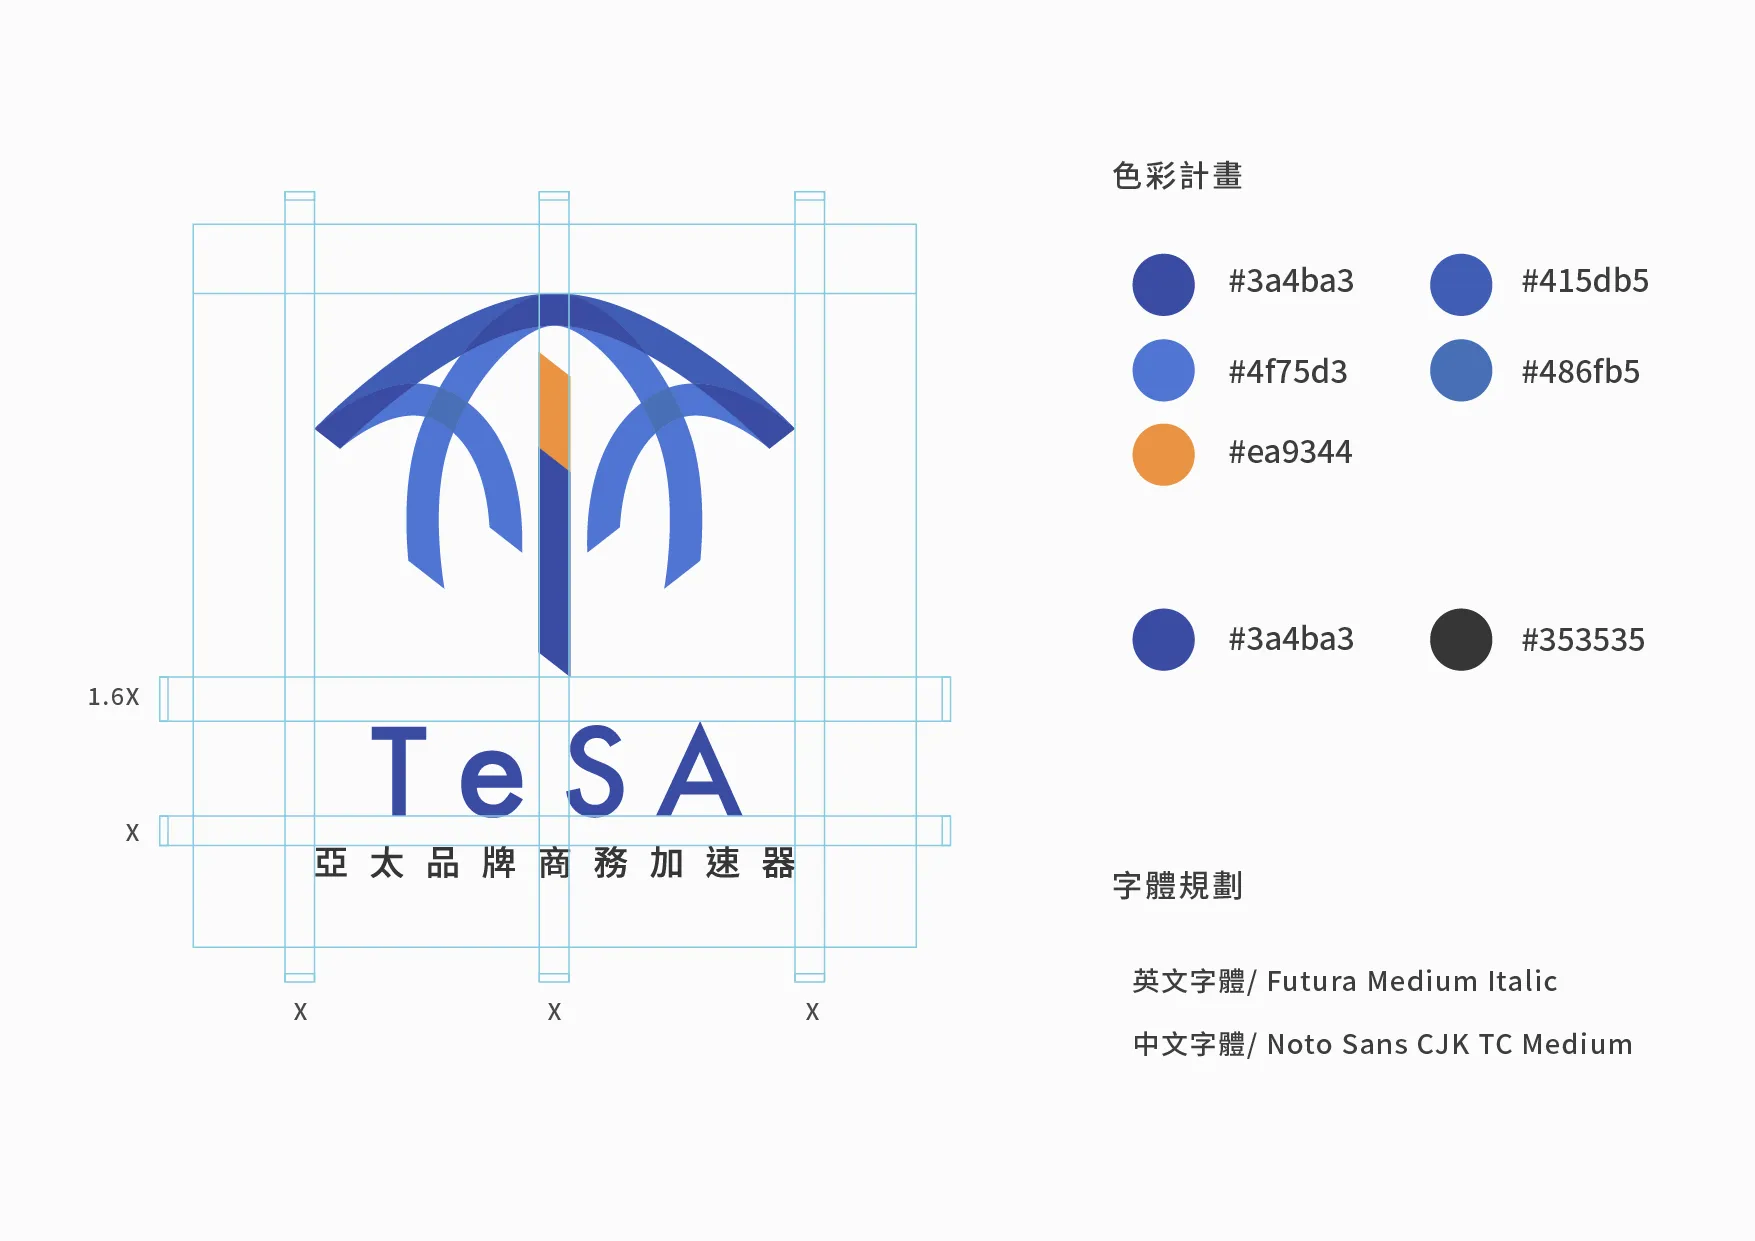 1.6X
TeSA
X
亞太品牌商務加速器
X X X
色彩計畫
#3a4ba3 #415db5
#4f75d3 #486fb5
#ea9344
#3a4ba3 #353535
字體規劃
英文字體/ Futura Medium Italic
中文字體/ Noto Sans CJK TC Medium